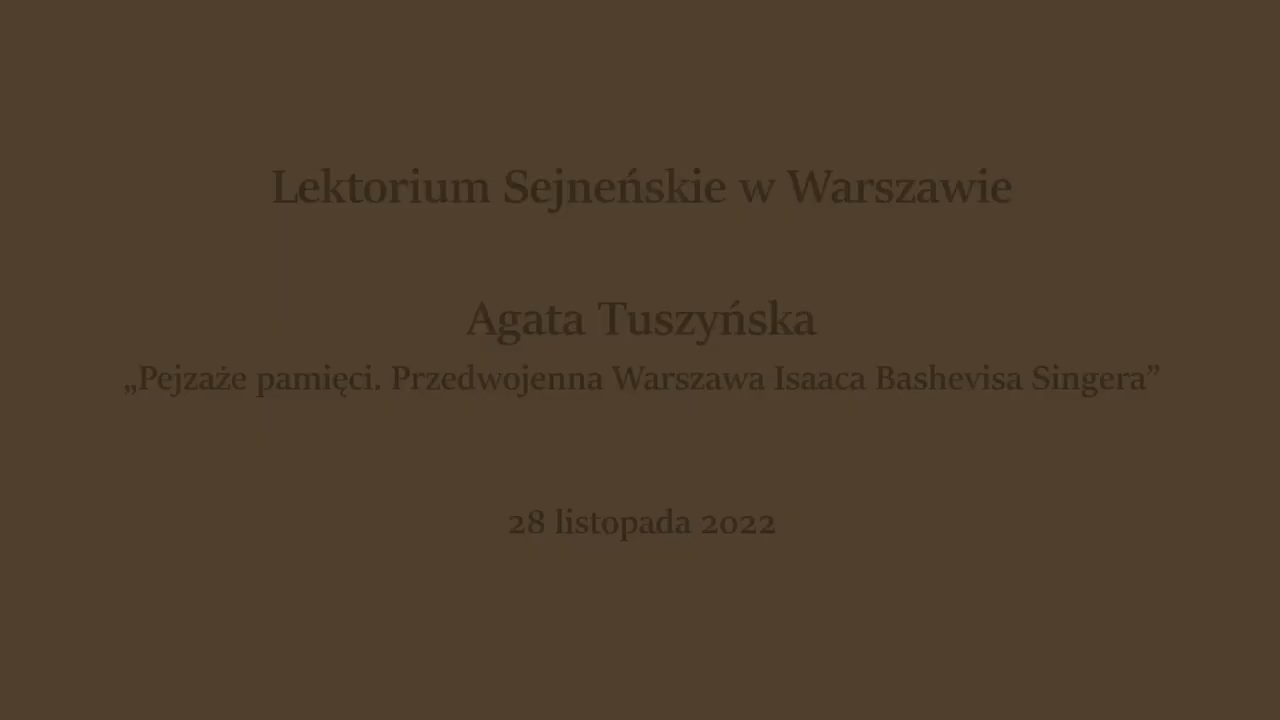 Lektorium Sejneńskie w Warszawie
Agata Tuszyńska
„Pejzaże pamięci. Przedwojenna Warszawa Isaaca Bashevisa Singera”
28 listopada 2022